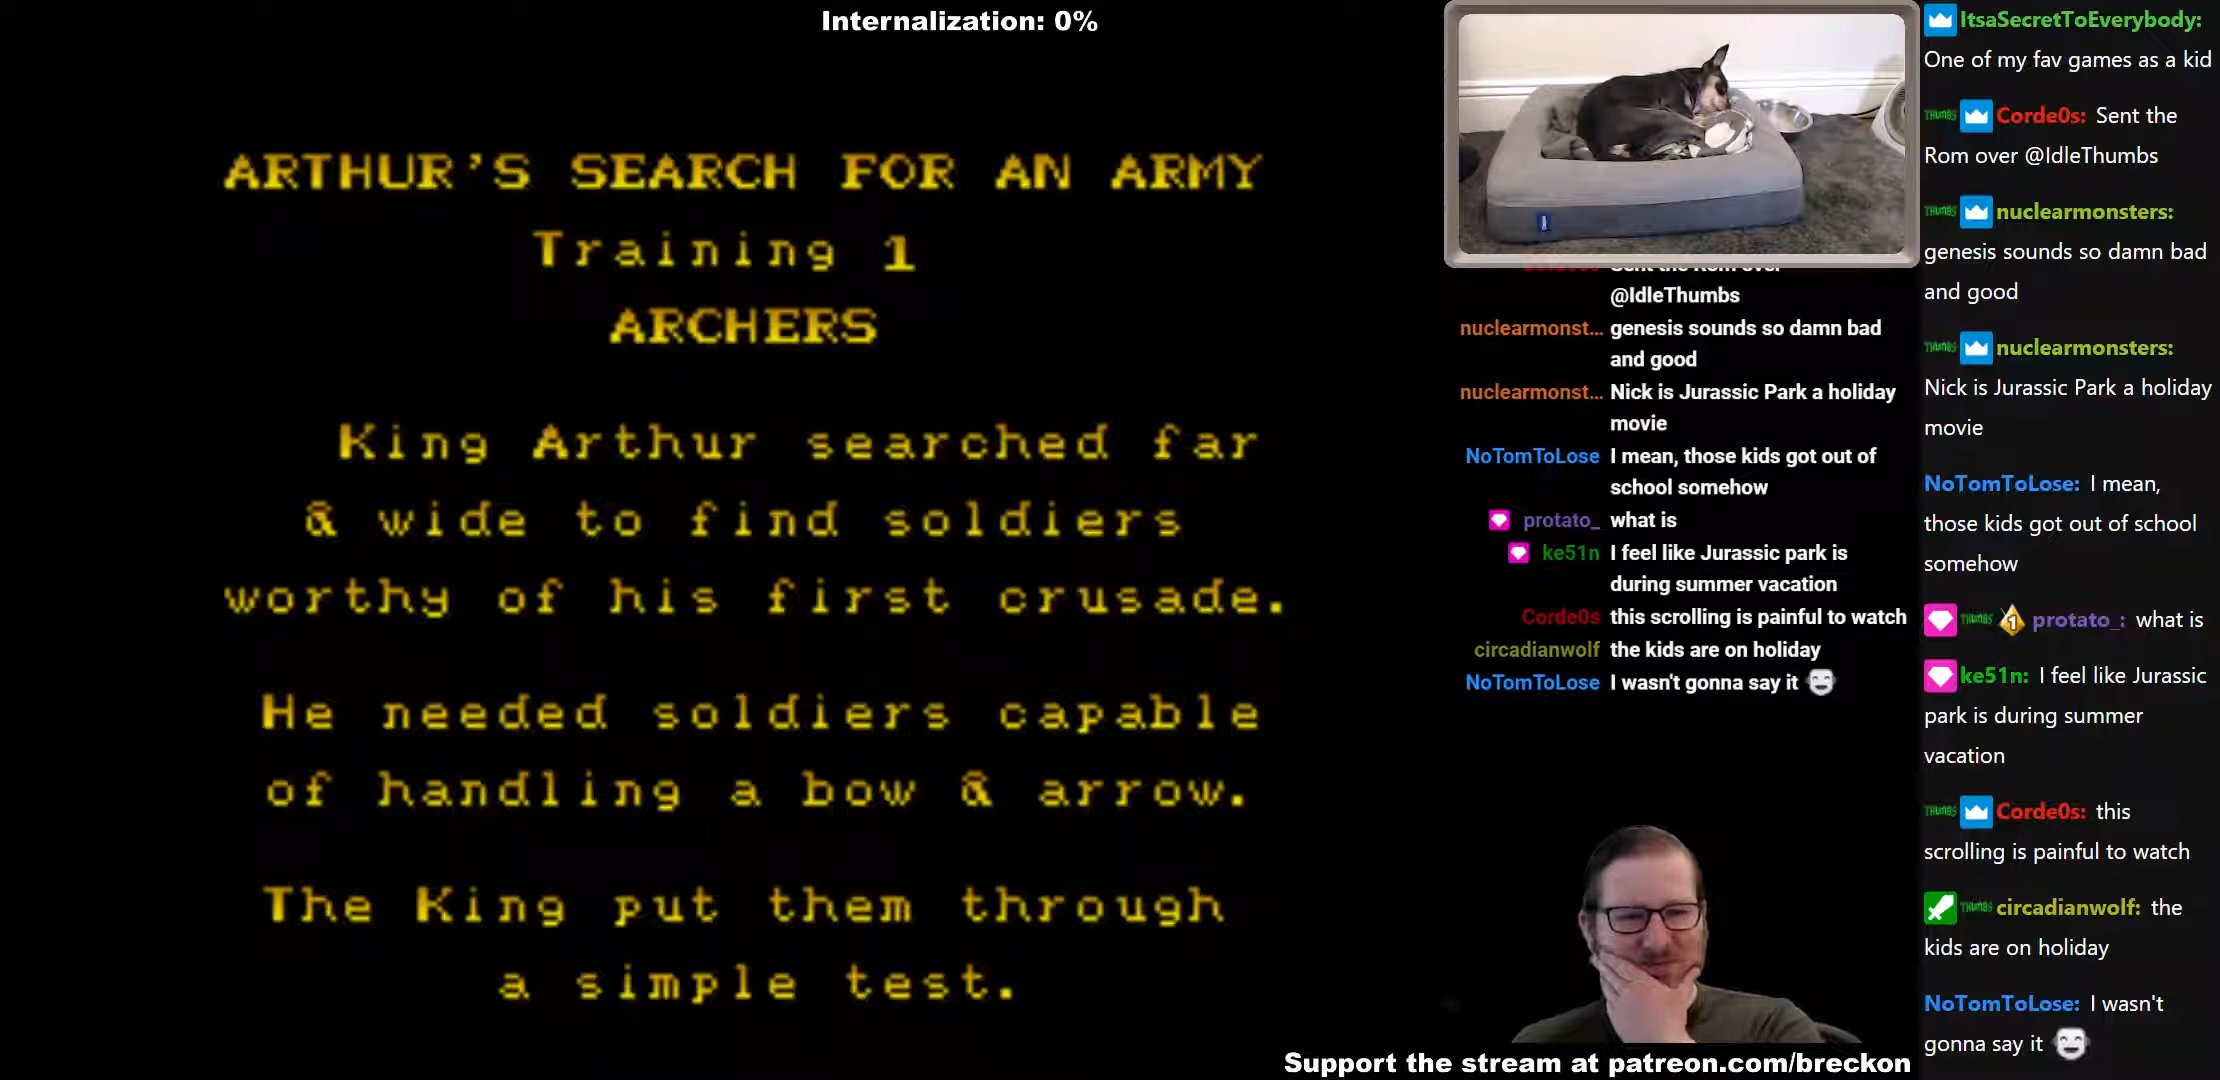 Internalization: 0%
ARTHUR'S SEARCH FOR AN ARMY
Training 1
ARCHERS
King Arthur searched far
& wide to find soldiers
worthy of his first crusade.
He needed soldiers capable
of handling a bow & arrow.
The King put them through
a simple test.
@IdleThumbs
nuclearmonst... genesis sounds so damn bad
and good
nuclearmonst... Nick is Jurassic Park a holiday
movie
NoTomToLose I mean, those kids got out of
school somehow
protato_ what is
ke51n I feel like Jurassic park is
during summer vacation
Corde0s this scrolling is painful to watch
circadianwolf the kids are on holiday
NoTomToLose I wasn't gonna say it
Support the stream at patreon.com/breckon
ItsaSecretToEverybody:
One of my fav games as a kid
THUMBS Corde0s: Sent the
Rom over @IdleThumbs
THUMBS nuclearmonsters:
genesis sounds so damn bad
and good
THUMBS nuclearmonsters:
Nick is Jurassic Park a holiday
movie
NoTomToLose: I mean,
those kids got out of school
somehow
THUMBS 1 protato_: what is
ke51n: I feel like Jurassic
park is during summer
vacation
THUMBS Corde0s: this
scrolling is painful to watch
THUMBS circadianwolf: the
kids are on holiday
NoTomToLose: I wasn't
gonna say it